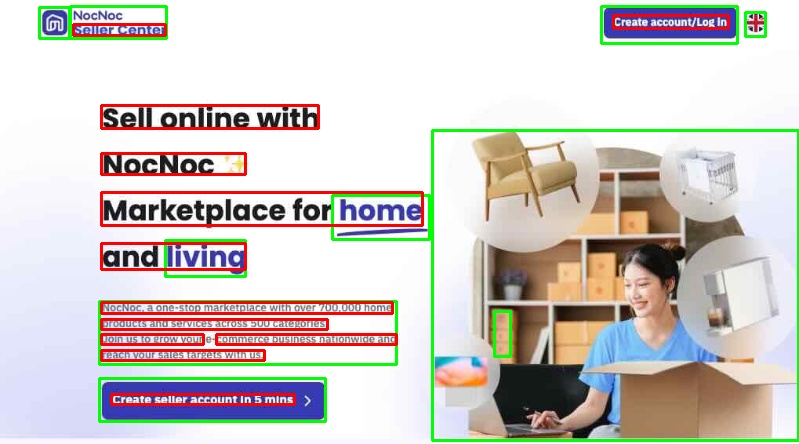 NocNoc
Seller Center
Create account/Log in
Sell online with
NocNoc ✨
Marketplace for home
and living
NocNoc, a one-stop marketplace with over 700,000 home
products and services across 500 categories.
Join us to grow your e-commerce business nationwide and
reach your sales targets with us.
Create seller account in 5 mins